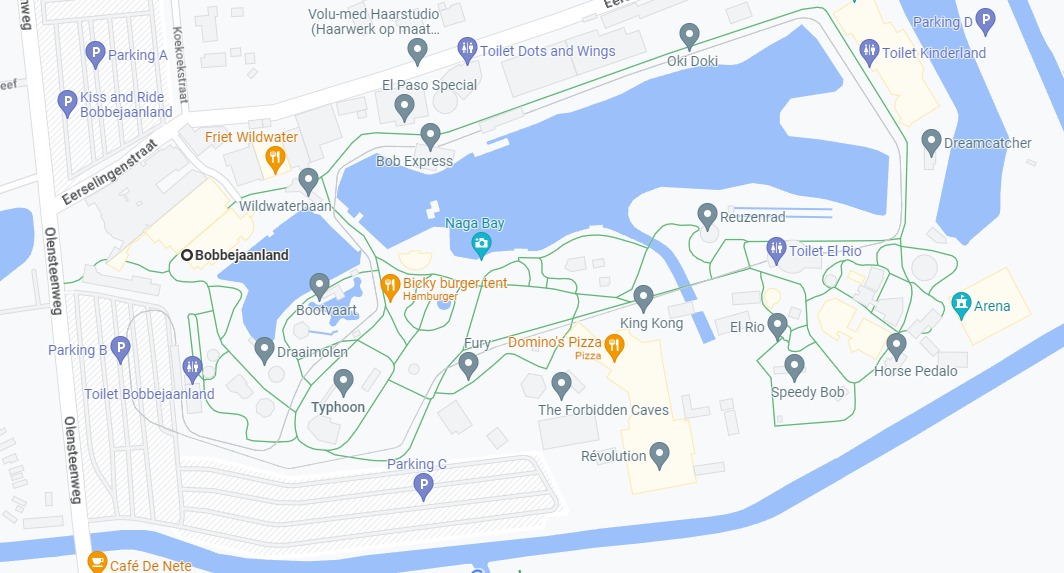 nweg
Volu-med Haarstudio
(Haarwerk op maat...
Eers
P
Parking D
P
Parking A
Koekoekstraat
Toilet Dots and Wings
Oki Doki
Toilet Kinderland
eef
P
Kiss and Ride
Bobbejaanland
El Paso Special
Friet Wildwater
Bob Express
Dreamcatcher
Eerselingenstraat
Wildwaterbaan
Naga Bay
Reuzenrad
Olensteenweg
Bobbejaanland
Toilet El Rio
Bicky burger tent
Hamburger
Bootvaart
King Kong
Arena
El Rio
P
Parking B
Draaimolen
Fury
Domino's Pizza
Pizza
Horse Pedalo
Toilet Bobbejaanland
Typhoon
The Forbidden Caves
Speedy Bob
Olensteenweg
Révolution
Parking C
P
Café De Nete